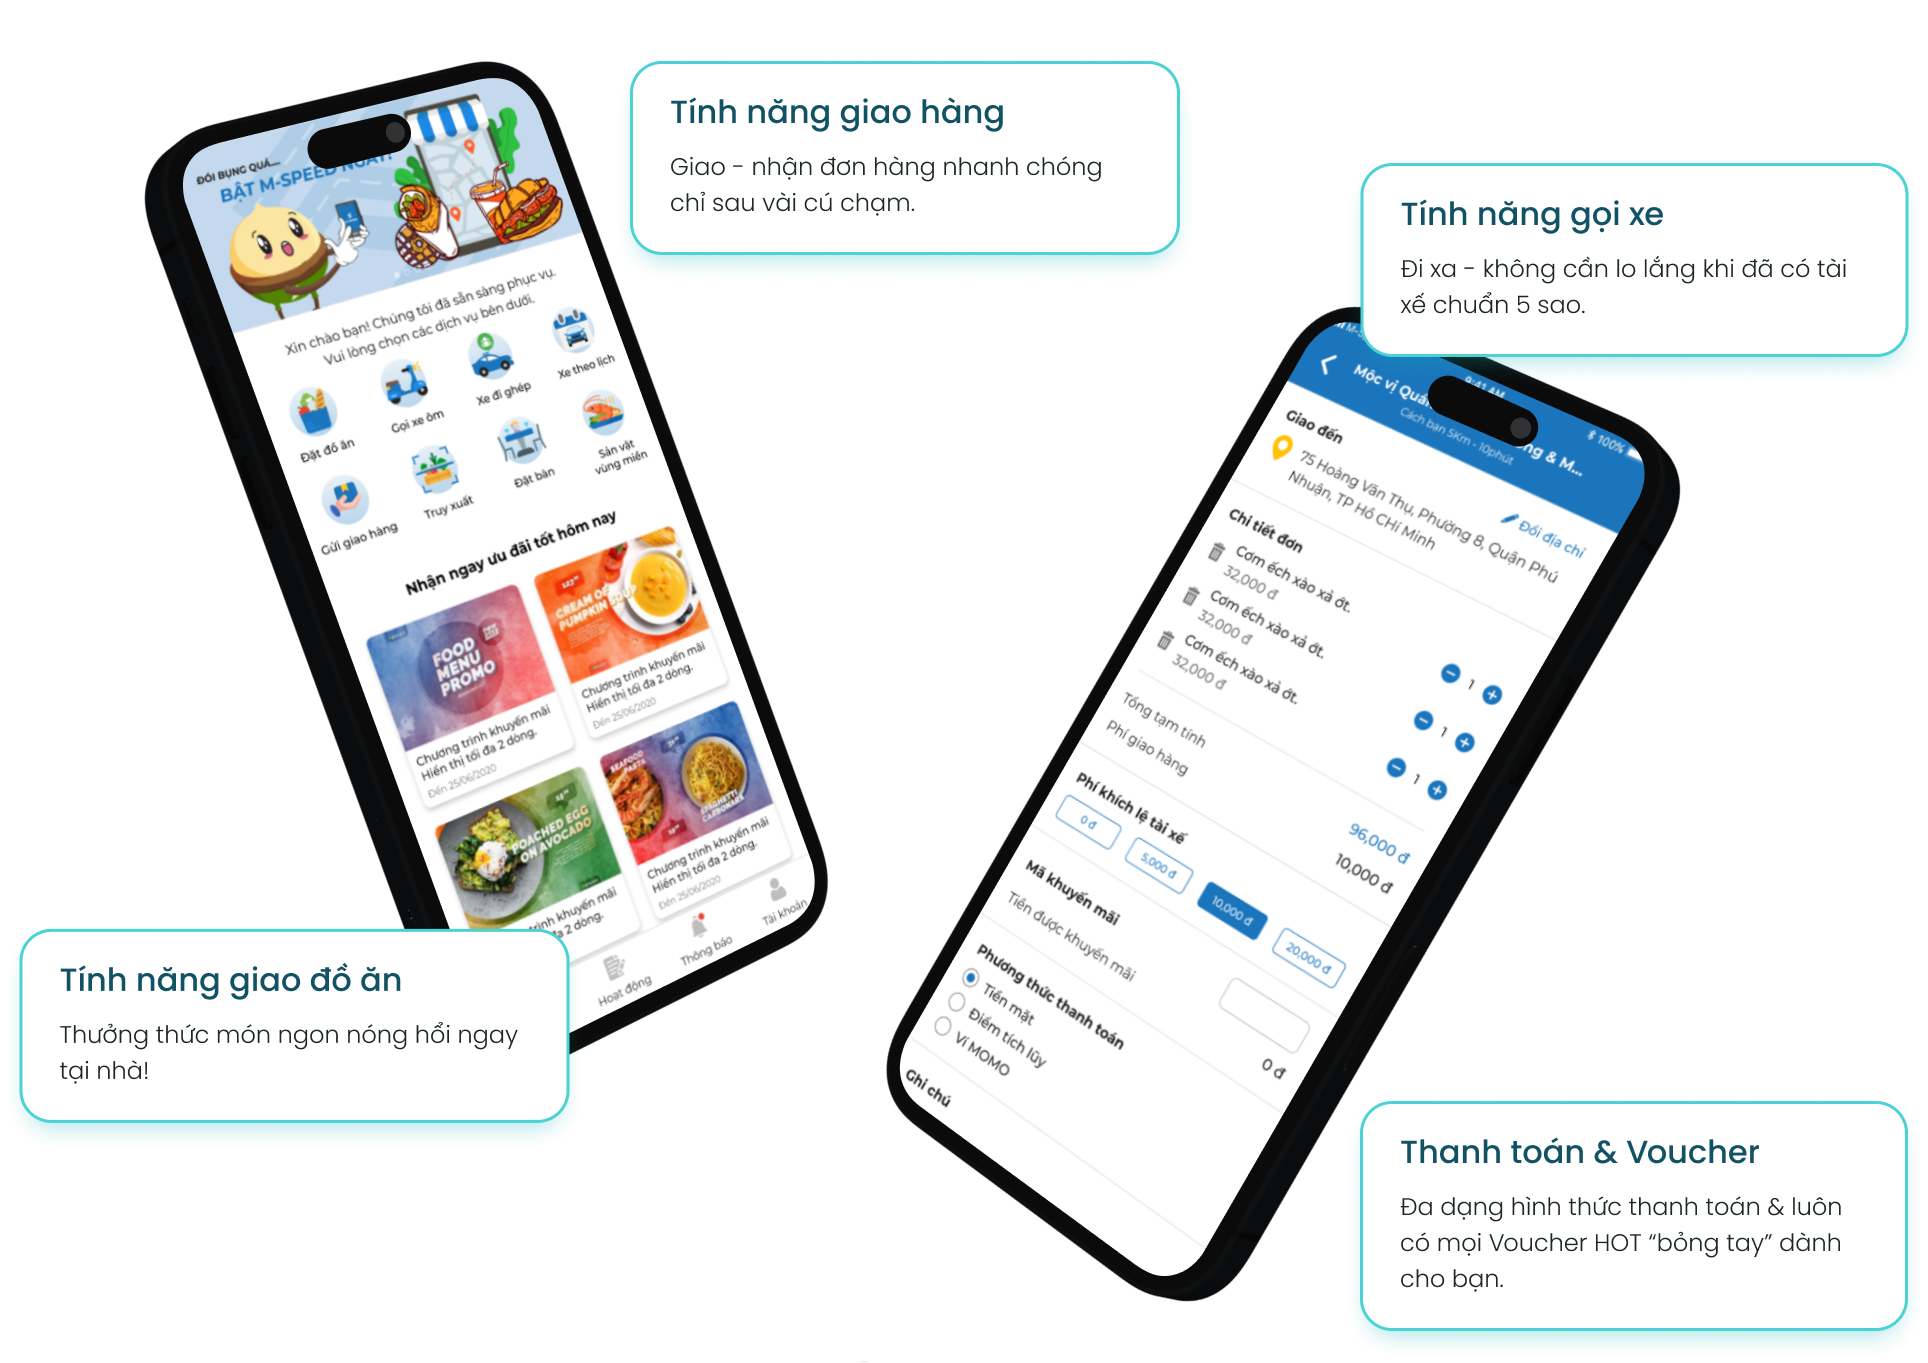 ĐÓI BỤNG QUÁ....
BẬT M-SPEED NGAY!
Xin chào bạn! Chúng tôi đã sẵn sàng phục vụ.
Vui lòng chọn các dịch vụ bên dưới.
Đặt đồ ăn
Gọi xe ôm
Xe đi ghép
Xe theo lịch
Gửi giao hàng
Truy xuất
Đặt bàn
Sản vật
vùng miền
Nhận ngay ưu đãi tốt hôm nay
FOOD
MENU
PROMO
Chương trình khuyến mãi
Hiển thị tối đa 2 dòng.
Đến 25/06/2020
CREAM OF
PUMPKIN SOUP
Chương trình khuyến mãi
Hiển thị tối đa 2 dòng.
Đến 25/06/2020
POACHED EGG
ON AVOCADO
trình khuyến mãi
đa 2 dòng.
SEAFOOD
PASTA
SPAGHETTI
CARBONARA
Chương trình khuyến mãi
Hiển thị tối đa 2 dòng.
Đến 25/06/2020
Hoạt động
Thông báo
Tài khoản
Tính năng giao hàng
Giao - nhận đơn hàng nhanh chóng
chỉ sau vài cú chạm.
Tính năng giao đồ ăn
Thưởng thức món ngon nóng hổi ngay
tại nhà!
Tính năng gọi xe
Đi xa - không cần lo lắng khi đã có tài
xế chuẩn 5 sao.
9:41 AM
100%
Mộc vị Quán & M...
Cách bạn 5Km - 10phút
Giao đến
75 Hoàng Văn Thụ, Phường 8, Quận Phú
Nhuận, TP Hồ CHí Minh
Đổi địa chỉ
Chi tiết đơn
Cơm ếch xào xả ớt.
32,000 đ
1
Cơm ếch xào xả ớt.
32,000 đ
1
Cơm ếch xào xả ớt.
32,000 đ
1
Tổng tạm tính
96,000 đ
Phí giao hàng
10,000 đ
Phí khích lệ tài xế
0 đ
5,000 đ
10,000 đ
20,000 đ
Mã khuyến mãi
Tiền được khuyến mãi
0 đ
Phương thức thanh toán
Tiền mặt
Điểm tích lũy
Ví MOMO
Ghi chú
Thanh toán & Voucher
Đa dạng hình thức thanh toán & luôn
có mọi Voucher HOT “bỏng tay” dành
cho bạn.